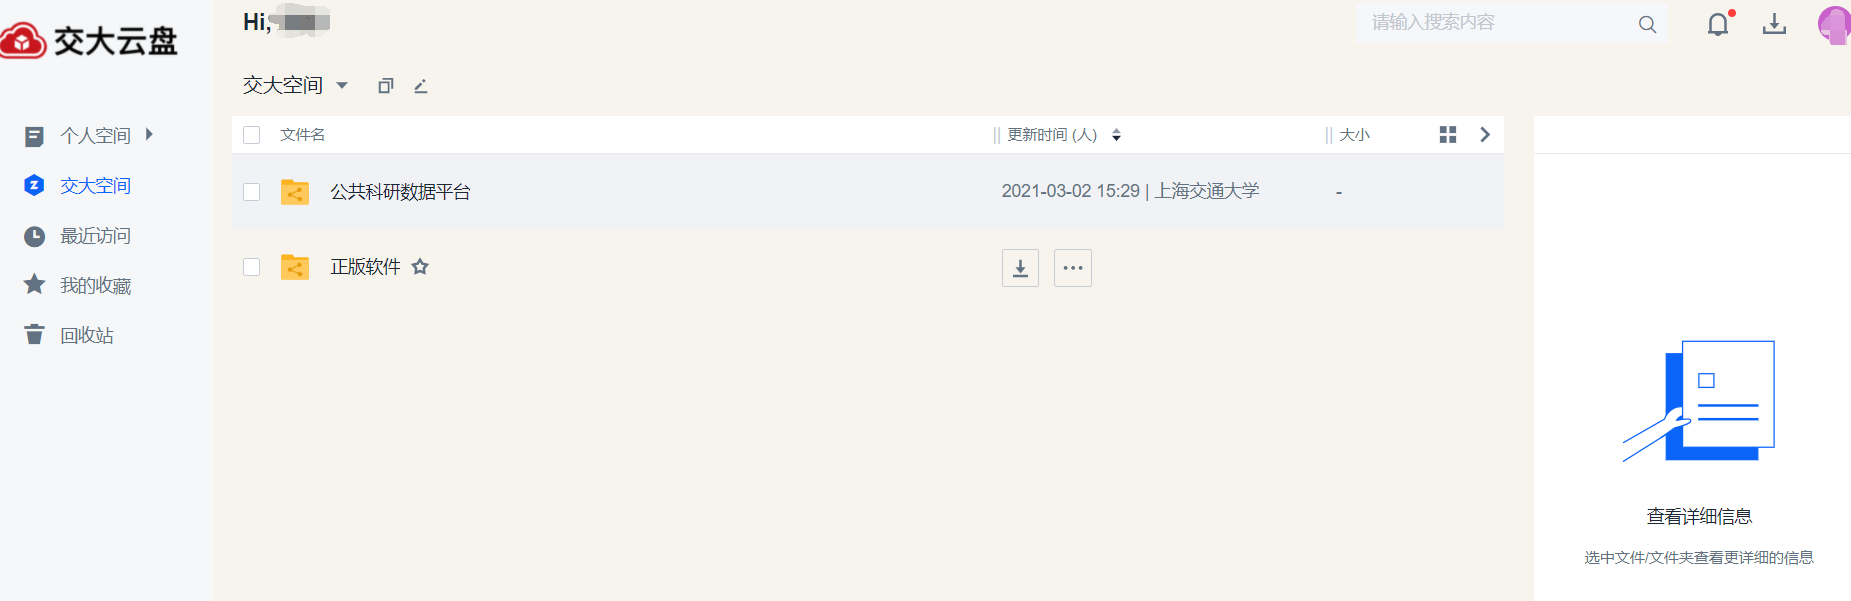 交大云盘
Hi,
请输入搜索内容
交大空间
个人空间
交大空间
最近访问
我的收藏
回收站
文件名 更新时间 (人) 大小
公共科研数据平台 2021-03-02 15:29 | 上海交通大学 -
正版软件
查看详细信息
选中文件/文件夹查看更详细的信息